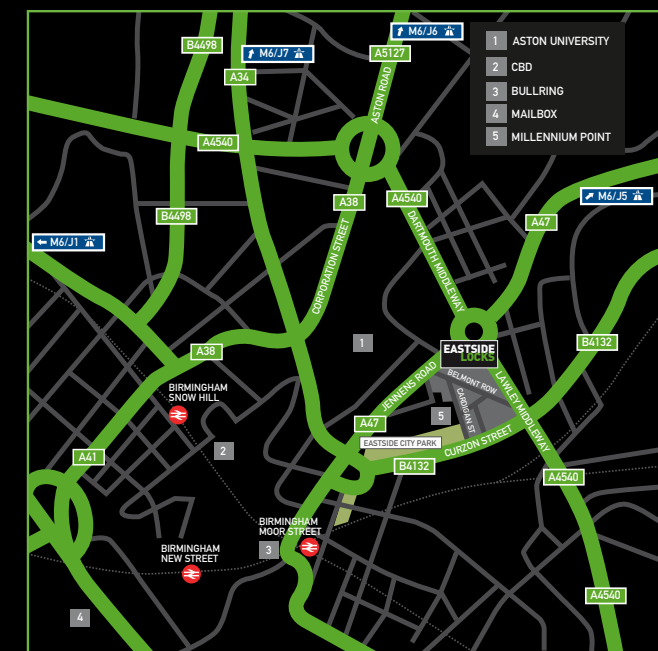 M6/J6
1 ASTON UNIVERSITY
2 CBD
3 BULLRING
4 MAILBOX
5 MILLENNIUM POINT
B4498
M6/J7
A5127
A34
ASTON ROAD
A4540
A38
A4540
M6/J5
B4498
DARTMOUTH MIDDLEWAY
A47
M6/J1
CORPORATION STREET
A38
1
EASTSIDE
LOCKS
B4132
BIRMINGHAM
SNOW HILL
JENNENS ROAD
BELMONT ROW
CARDIGAN ST
LAWLEY MIDDLEWAY
5
A47
EASTSIDE CITY PARK
CURZON STREET
A41
2
B4132
A4540
BIRMINGHAM
MOOR STREET
3
BIRMINGHAM
NEW STREET
A4540
4